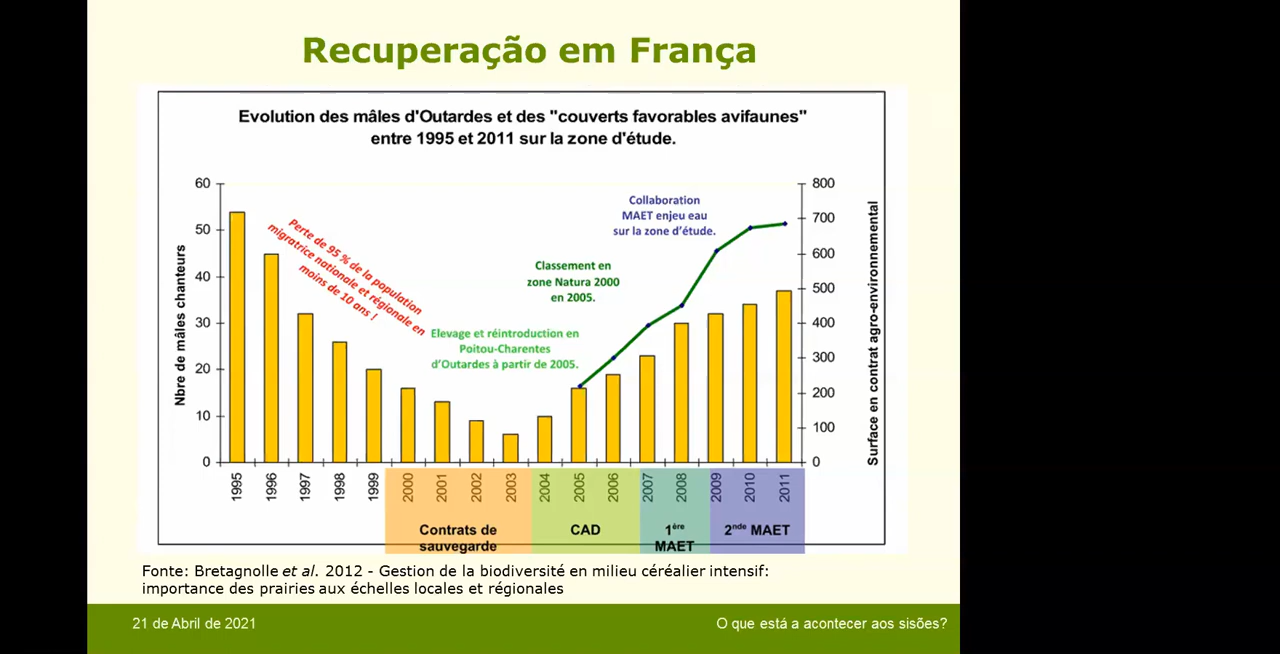 Recuperação em França
Evolution des mâles d'Outardes et des "couverts favorables avifaunes"
entre 1995 et 2011 sur la zone d'étude.
Nbre de mâles chanteurs
60
50
40
30
20
10
0
Perte de 95 % de la population
migratrice nationale et régionale en
moins de 10 ans !
Elevage et réintroduction en
Poitou-Charentes
d'Outardes à partir de 2005.
Classement en
zone Natura 2000
en 2005.
Collaboration
MAET enjeu eau
sur la zone d'étude.
800
700
600
500
400
300
200
100
0
Surface en contrat agro-environnemental
1995
1996
1997
1998
1999
2000
2001
2002
2003
2004
2005
2006
2007
2008
2009
2010
2011
Contrats de
sauvegarde
CAD
1ère
MAET
2nde MAET
Fonte: Bretagnolle et al. 2012 - Gestion de la biodiversité en milieu céréalier intensif:
importance des prairies aux échelles locales et régionales
21 de Abril de 2021
O que está a acontecer aos sisões?